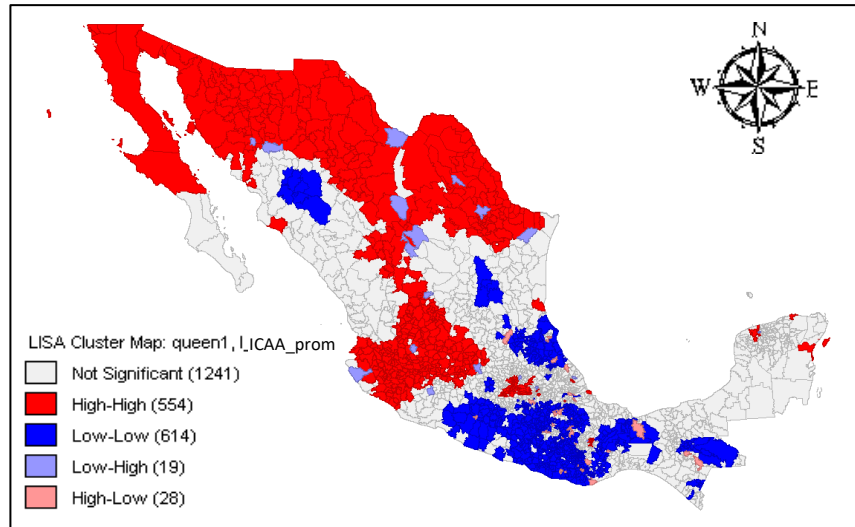 N
W E
S
LISA Cluster Map: queen1, I_ICAA_prom
Not Significant (1241)
High-High (554)
Low-Low (614)
Low-High (19)
High-Low (28)